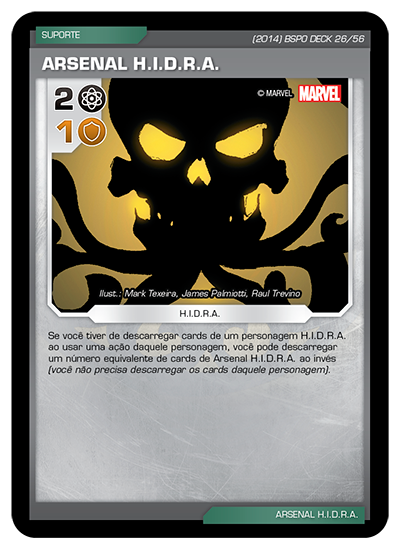 SUPORTE
(2014) BSPO DECK 26/56
ARSENAL H.I.D.R.A.
2
1
© MARVEL MARVEL
Ilust.: Mark Texeira, James Palmiotti, Raul Trevino
H.I.D.R.A.
Se você tiver de descarregar cards de um personagem H.I.D.R.A.
ao usar uma ação daquele personagem, você pode descarregar
um número equivalente de cards de Arsenal H.I.D.R.A. ao invés
(você não precisa descarregar os cards daquele personagem).
ARSENAL H.I.D.R.A.